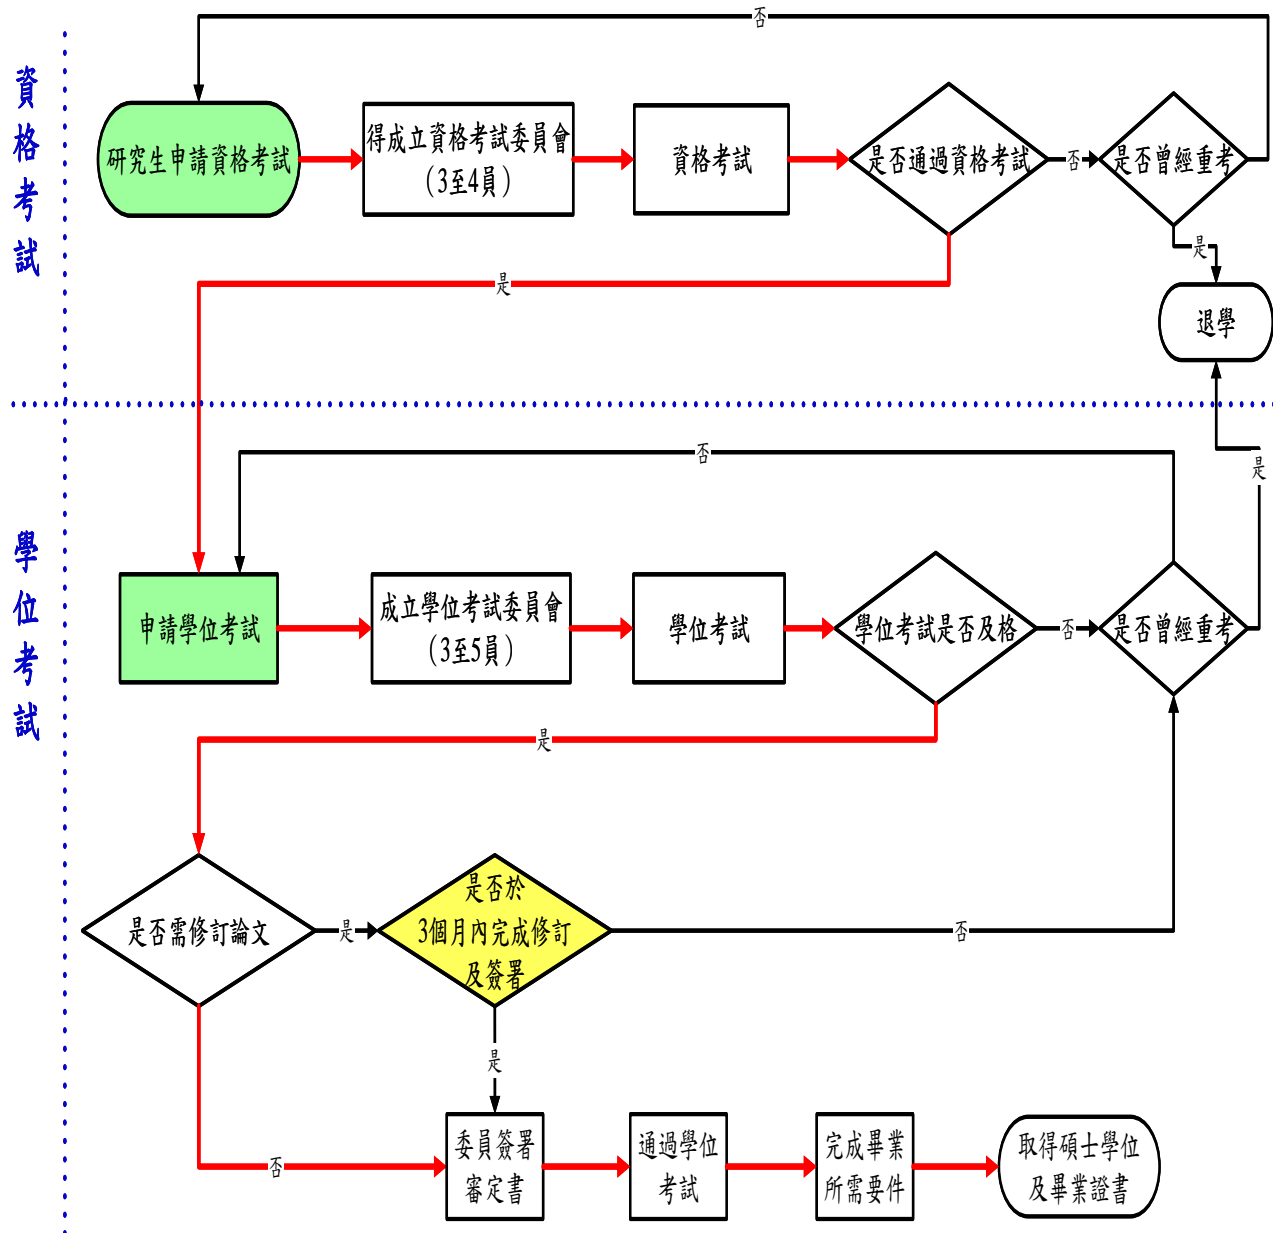 否
資格考試
研究生申請資格考試
得成立資格考試委員會
(3至4員)
資格考試
是否通過資格考試
否
是否曾經重考
是
是
退學
否
是
學位考試
申請學位考試
成立學位考試委員會
(3至5員)
學位考試
學位考試是否及格
否
是否曾經重考
是
是否需修訂論文
是
是否於
3個月內完成修訂
及簽署
否
是
否
委員簽署
審定書
通過學位
考試
完成畢業
所需要件
取得碩士學位
及畢業證書